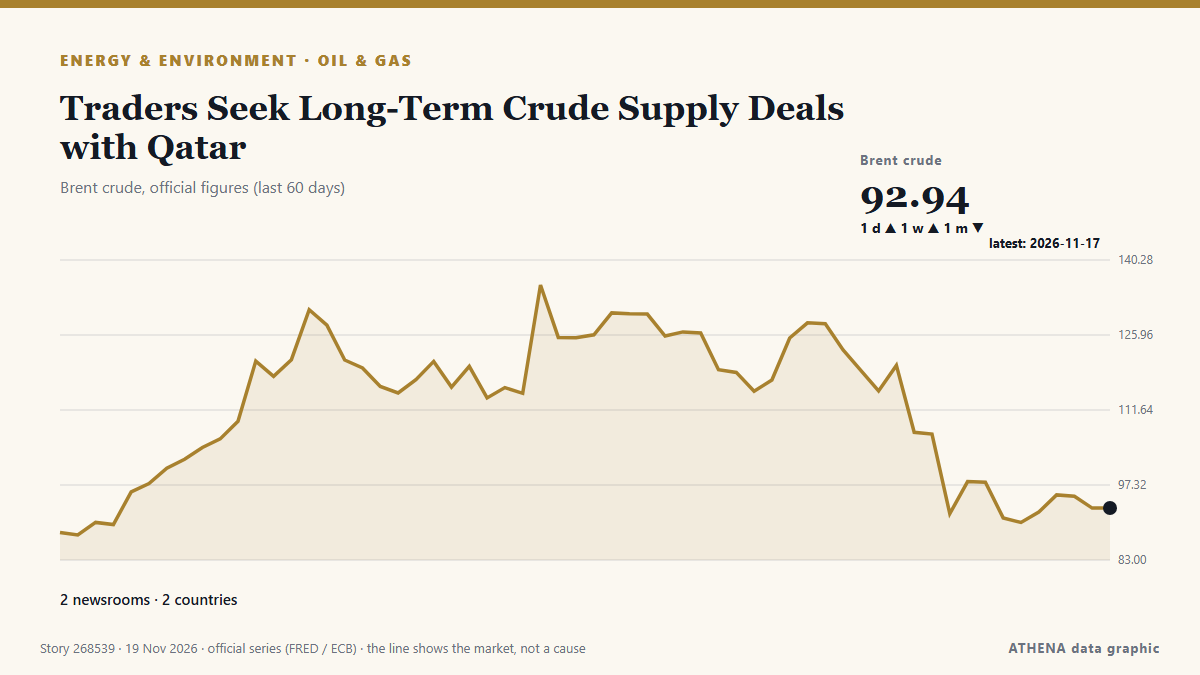 ENERGY & ENVIRONMENT · OIL & GAS
Traders Seek Long-Term Crude Supply Deals
with Qatar
Brent crude, official figures (last 60 days)
Brent crude
92.94
1 d ▲ 1 w ▲ 1 m ▼
latest: 2026-11-17
140.28
125.96
111.64
97.32
83.00
2 newsrooms · 2 countries
Story 268539 · 19 Nov 2026 · official series (FRED / ECB) · the line shows the market, not a cause
ATHENA data graphic